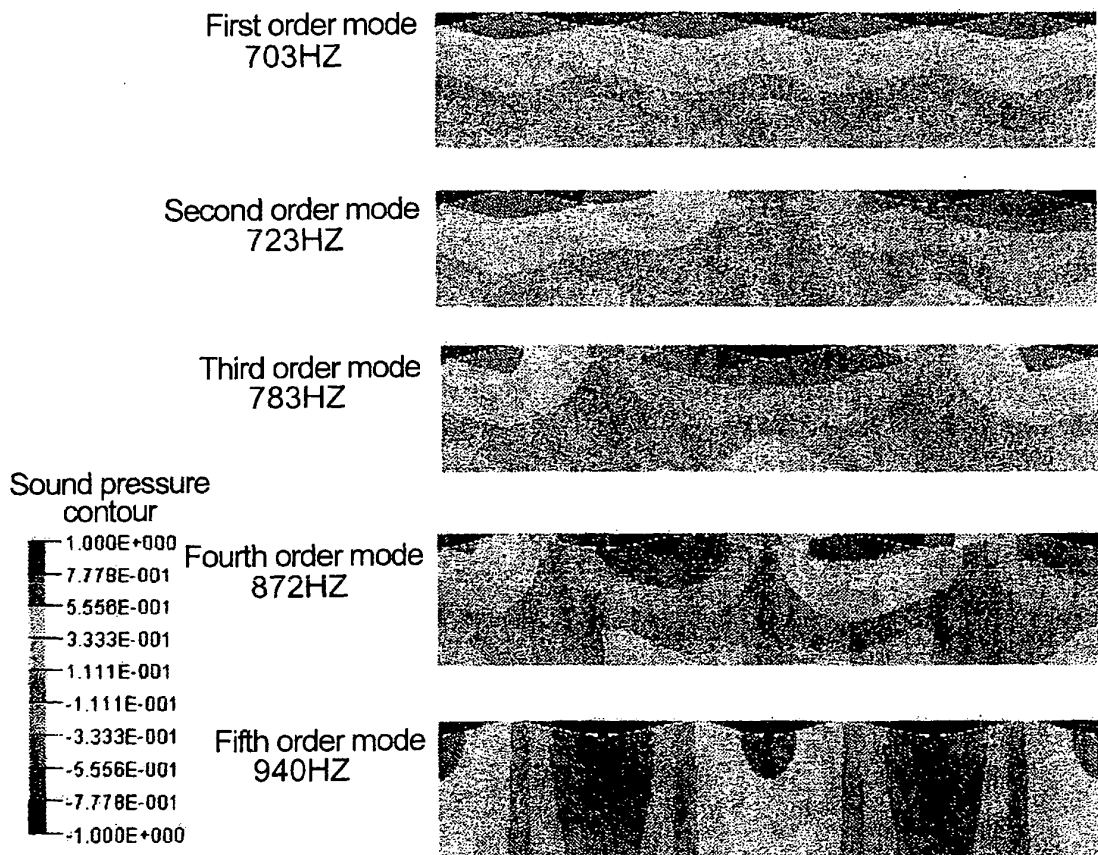 First order mode
703HZ
Second order mode
723HZ
Third order mode
783HZ
Sound pressure
contour
1.000E+000
7.778E-001
5.556E-001
3.333E-001
1.111E-001
-1.111E-001
-3.333E-001
-5.556E-001
-7.778E-001
-1.000E+000
Fourth order mode
872HZ
Fifth order mode
940HZ